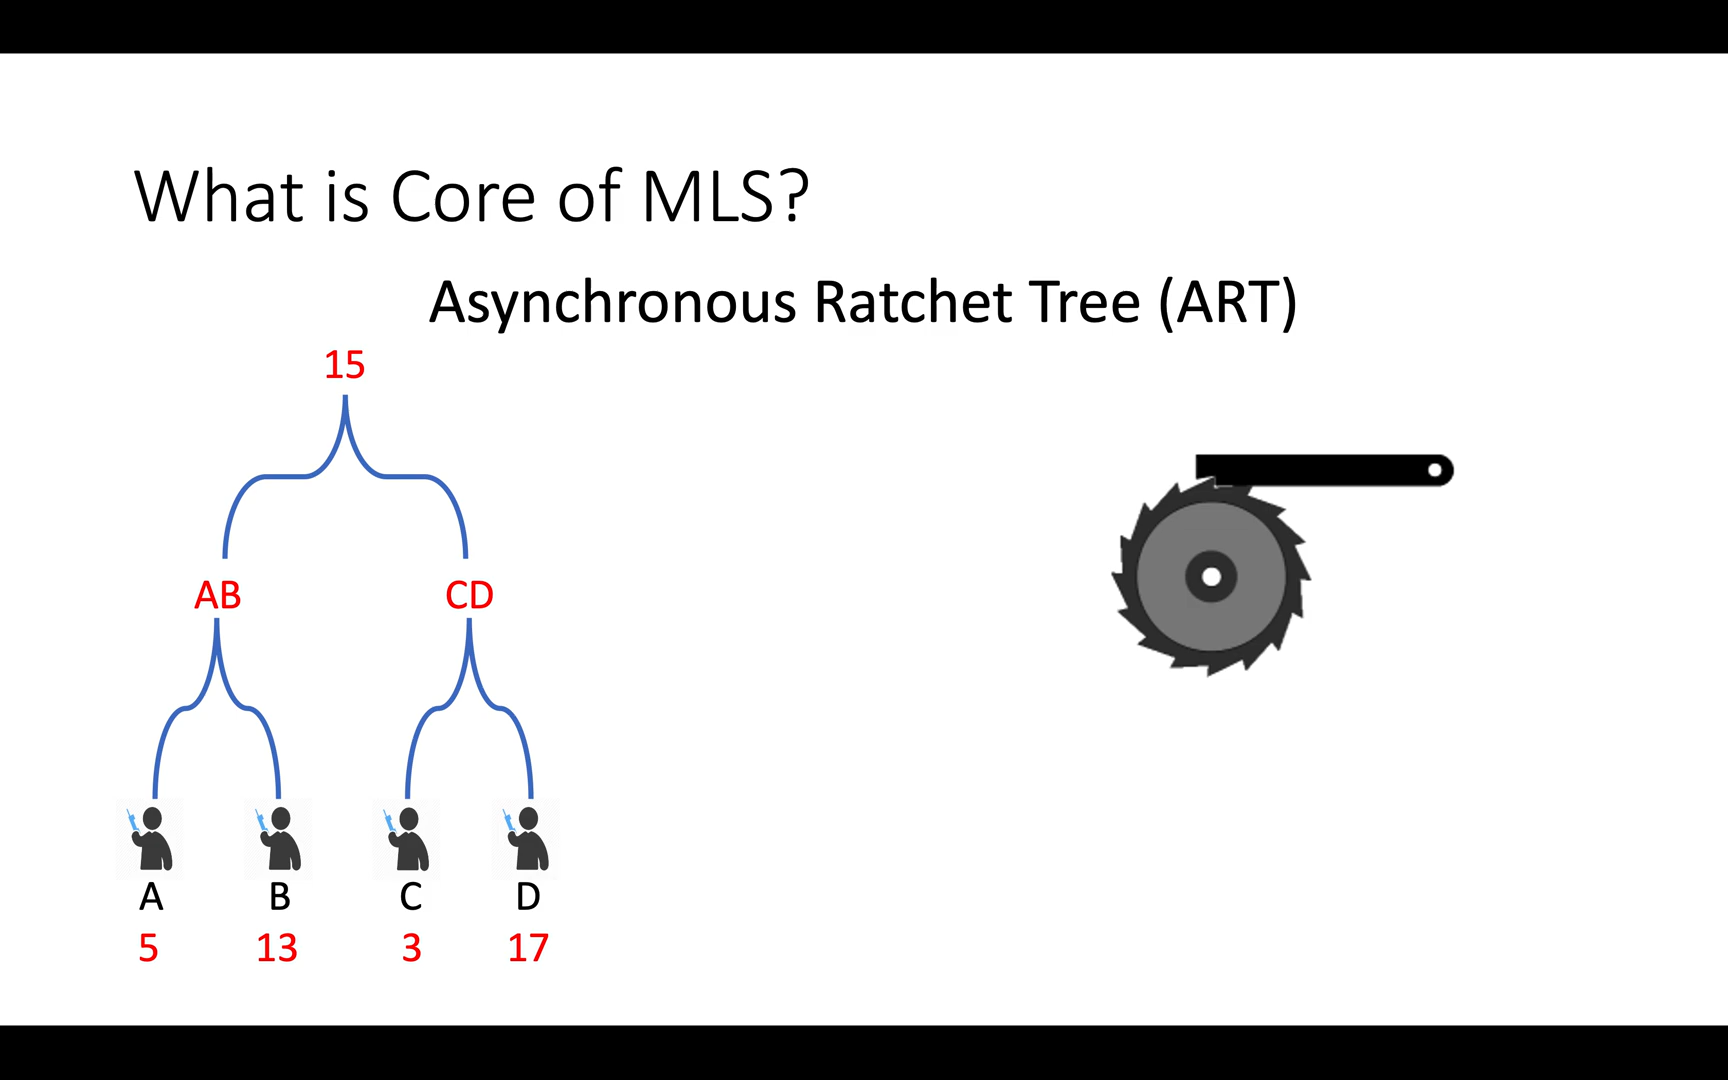 What is Core of MLS?
Asynchronous Ratchet Tree (ART)
15
AB CD
A B C D
5 13 3 17